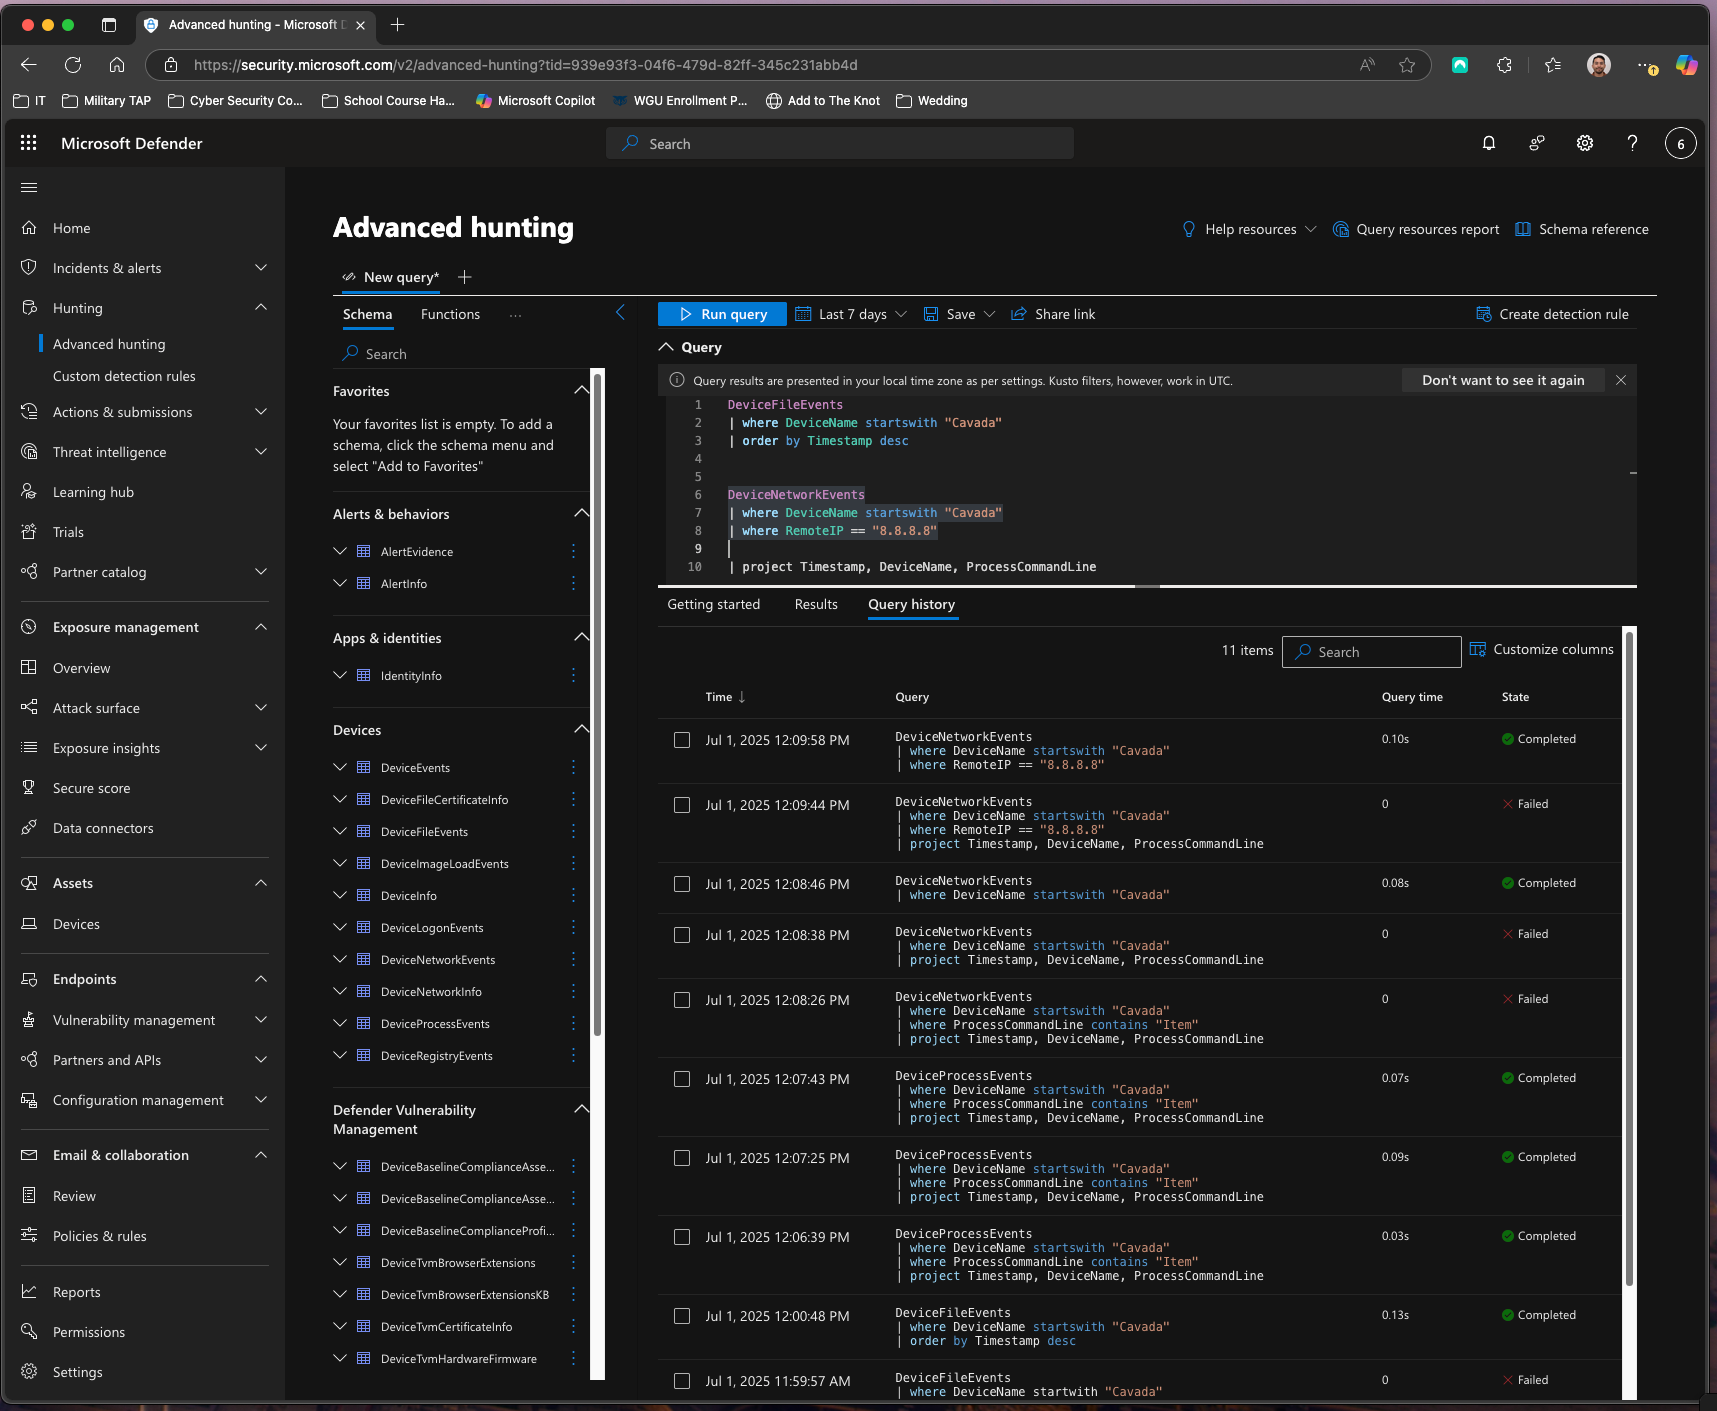 Advanced hunting - Microsoft D
https://security.microsoft.com/v2/advanced-hunting?tid=939e93f3-04f6-479d-82ff-345c231abb4d
IT
Military TAP
Cyber Security Co...
School Course Ha...
Microsoft Copilot
WGU Enrollment P...
Add to The Knot
Wedding
Microsoft Defender
Search
6
Home
Incidents & alerts
Hunting
Advanced hunting
Custom detection rules
Actions & submissions
Threat intelligence
Learning hub
Trials
Partner catalog
Exposure management
Overview
Attack surface
Exposure insights
Secure score
Data connectors
Assets
Devices
Endpoints
Vulnerability management
Partners and APIs
Configuration management
Email & collaboration
Review
Policies & rules
Reports
Permissions
Settings
Advanced hunting
Help resources
Query resources report
Schema reference
New query*
Schema
Functions
...
Search
Favorites
Your favorites list is empty. To add a
schema, click the schema menu and
select "Add to Favorites"
Alerts & behaviors
AlertEvidence
AlertInfo
Apps & identities
IdentityInfo
Devices
DeviceEvents
DeviceFileCertificateInfo
DeviceFileEvents
DeviceImageLoadEvents
DeviceInfo
DeviceLogonEvents
DeviceNetworkEvents
DeviceNetworkInfo
DeviceProcessEvents
DeviceRegistryEvents
Defender Vulnerability
Management
DeviceBaselineComplianceAsse...
DeviceBaselineComplianceAsse...
DeviceBaselineComplianceProfi...
DeviceTvmBrowserExtensions
DeviceTvmBrowserExtensionsKB
DeviceTvmCertificateInfo
DeviceTvmHardwareFirmware
Run query
Last 7 days
Save
Share link
Create detection rule
Query
Query results are presented in your local time zone as per settings. Kusto filters, however, work in UTC.
Don't want to see it again
1 DeviceFileEvents
2 | where DeviceName startswith "Cavada"
3 | order by Timestamp desc
4
5
6 DeviceNetworkEvents
7 | where DeviceName startswith "Cavada"
8 | where RemoteIP == "8.8.8.8"
9
10 | project Timestamp, DeviceName, ProcessCommandLine
Getting started
Results
Query history
11 items
Search
Customize columns
Time ↓ Query Query time State
Jul 1, 2025 12:09:58 PM DeviceNetworkEvents 0.10s Completed
| where DeviceName startswith "Cavada"
| where RemoteIP == "8.8.8.8"
Jul 1, 2025 12:09:44 PM DeviceNetworkEvents 0 Failed
| where DeviceName startswith "Cavada"
| where RemoteIP == "8.8.8.8"
| project Timestamp, DeviceName, ProcessCommandLine
Jul 1, 2025 12:08:46 PM DeviceNetworkEvents 0.08s Completed
| where DeviceName startswith "Cavada"
Jul 1, 2025 12:08:38 PM DeviceNetworkEvents 0 Failed
| where DeviceName startswith "Cavada"
| project Timestamp, DeviceName, ProcessCommandLine
Jul 1, 2025 12:08:26 PM DeviceNetworkEvents 0 Failed
| where DeviceName startswith "Cavada"
| where ProcessCommandLine contains "Item"
| project Timestamp, DeviceName, ProcessCommandLine
Jul 1, 2025 12:07:43 PM DeviceProcessEvents 0.07s Completed
| where DeviceName startswith "Cavada"
| where ProcessCommandLine contains "Item"
| project Timestamp, DeviceName, ProcessCommandLine
Jul 1, 2025 12:07:25 PM DeviceProcessEvents 0.09s Completed
| where DeviceName startswith "Cavada"
| where ProcessCommandLine contains "Item"
| project Timestamp, DeviceName, ProcessCommandLine
Jul 1, 2025 12:06:39 PM DeviceProcessEvents 0.03s Completed
| where DeviceName startswith "Cavada"
| where ProcessCommandLine contains "Item"
| project Timestamp, DeviceName, ProcessCommandLine
Jul 1, 2025 12:00:48 PM DeviceFileEvents 0.13s Completed
| where DeviceName startswith "Cavada"
| order by Timestamp desc
Jul 1, 2025 11:59:57 AM DeviceFileEvents 0 Failed
| where DeviceName startwith "Cavada"